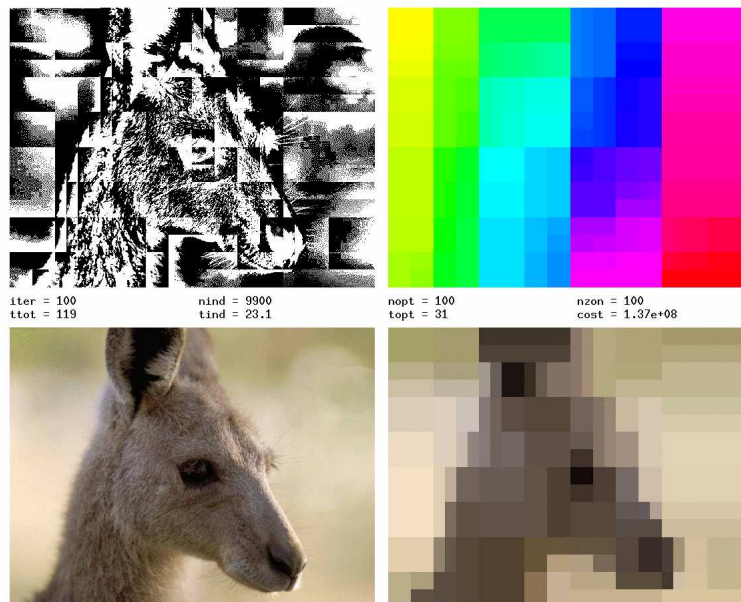 iter = 100 nind = 9900 nopt = 100 nzon = 100
ttot = 119 tind = 23.1 topt = 31 cost = 1.37e+08